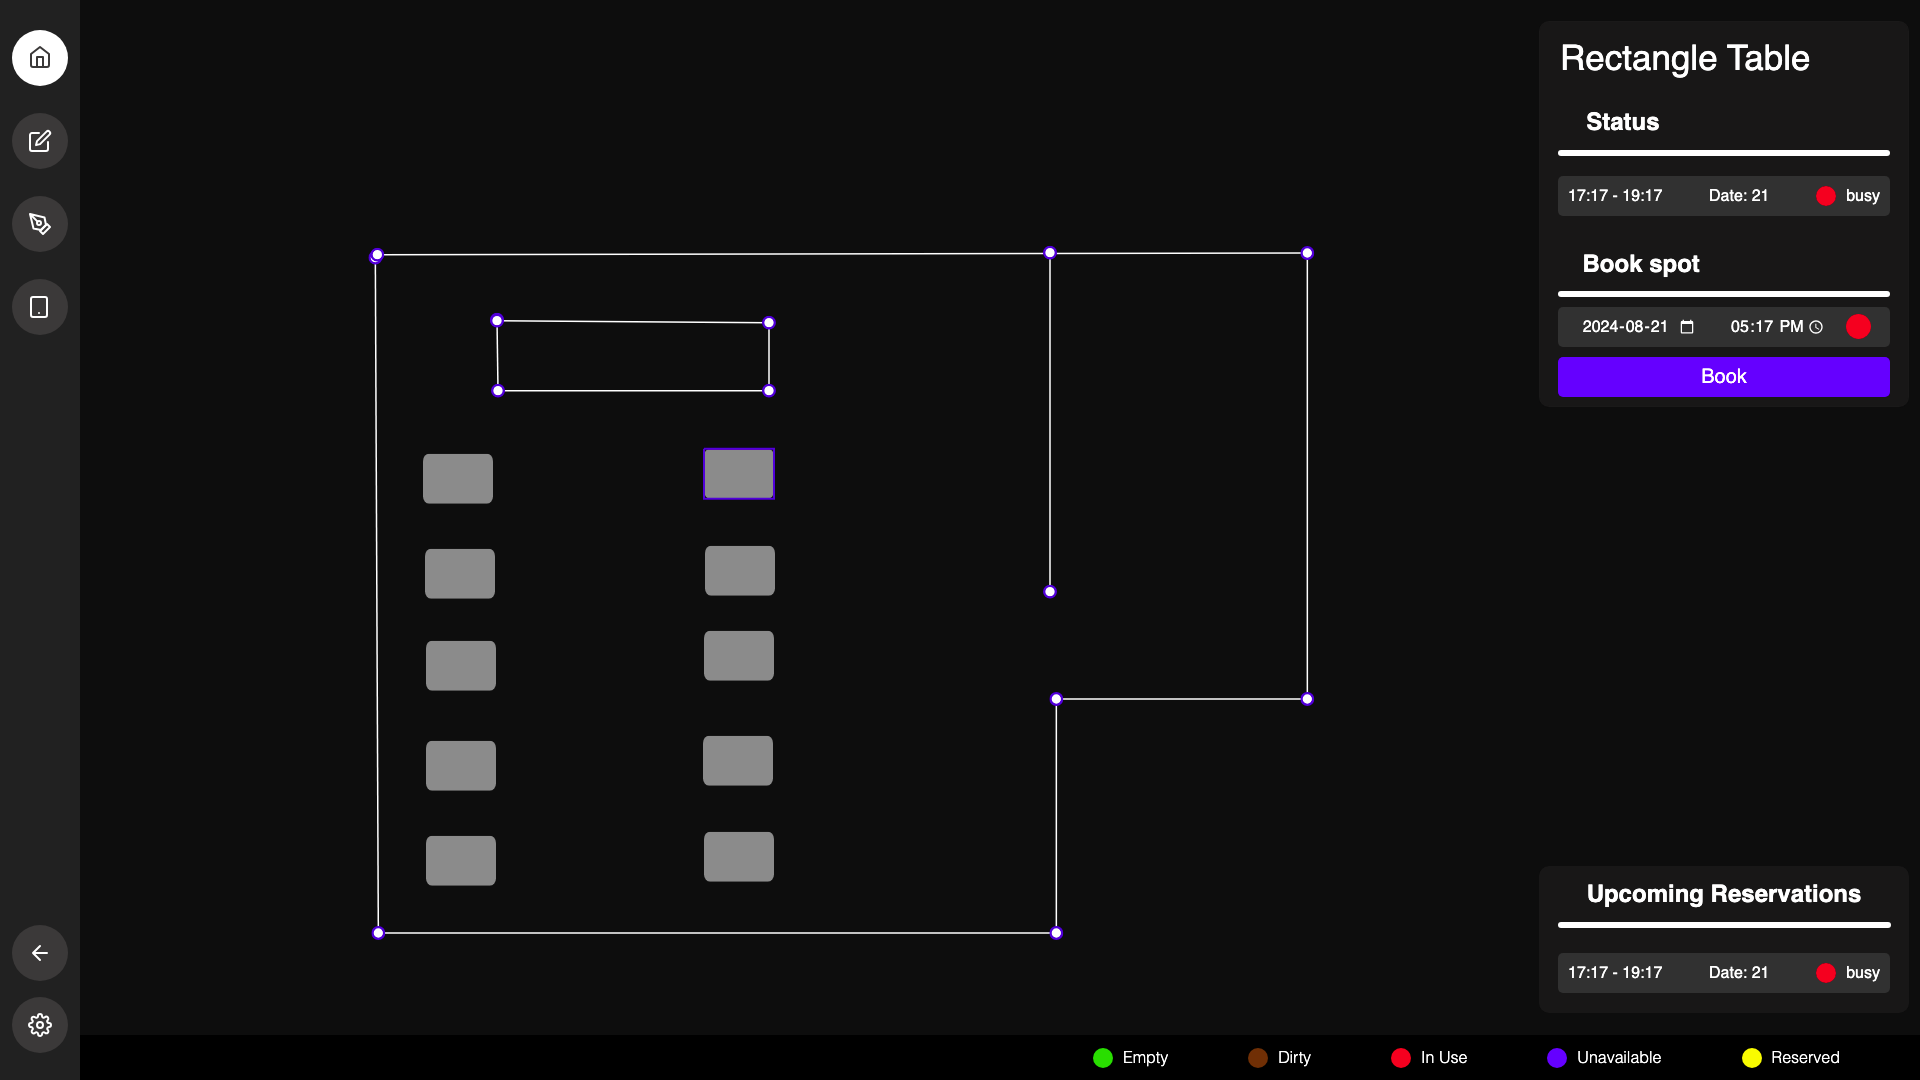 Rectangle Table
Status
17:17 - 19:17 Date: 21 busy
Book spot
2024-08-21 05:17 PM
Book
Upcoming Reservations
17:17 - 19:17 Date: 21 busy
Empty Dirty In Use Unavailable Reserved